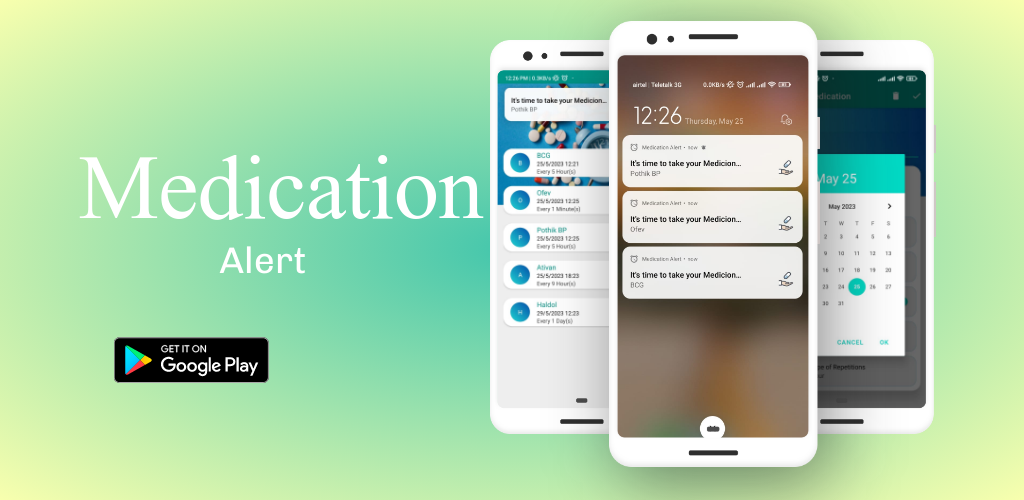 Medication
Alert
GET IT ON
Google Play
12:26 PM | 0.3KB/s
It's time to take your Medicion...
Pothik BP
BCG
25/5/2023 12:21
Every 5 Hour(s)
Ofev
25/5/2023 12:25
Every 1 Minute(s)
Pothik BP
25/5/2023 12:25
Every 5 Hour(s)
Ativan
25/5/2023 18:23
Every 9 Hour(s)
Haldol
29/5/2023 12:23
Every 1 Day(s)
airtel | Teletalk 3G 0.0KB/s
12:26 Thursday, May 25
Medication Alert • now
It's time to take your Medicion...
Pothik BP
Medication Alert • now
It's time to take your Medicion...
Ofev
Medication Alert • now
It's time to take your Medicion...
BCG
dication
May 25
May 2023
T W T F S
2 3 4 5 6
9 10 11 12 13
16 17 18 19 20
23 24 25 26 27
30 31
CANCEL OK
of Repetitions